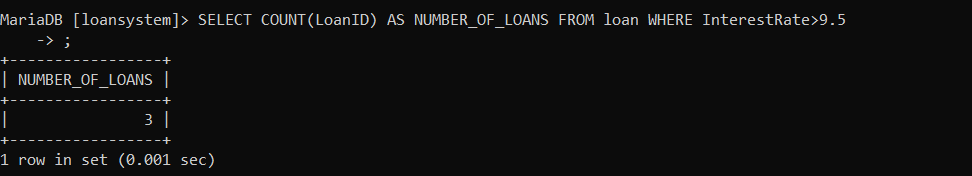 MariaDB [loansystem]> SELECT COUNT(LoanID) AS NUMBER_OF_LOANS FROM loan WHERE InterestRate>9.5
    -> ;
+-----------------+
| NUMBER_OF_LOANS |
+-----------------+
|               3 |
+-----------------+
1 row in set (0.001 sec)